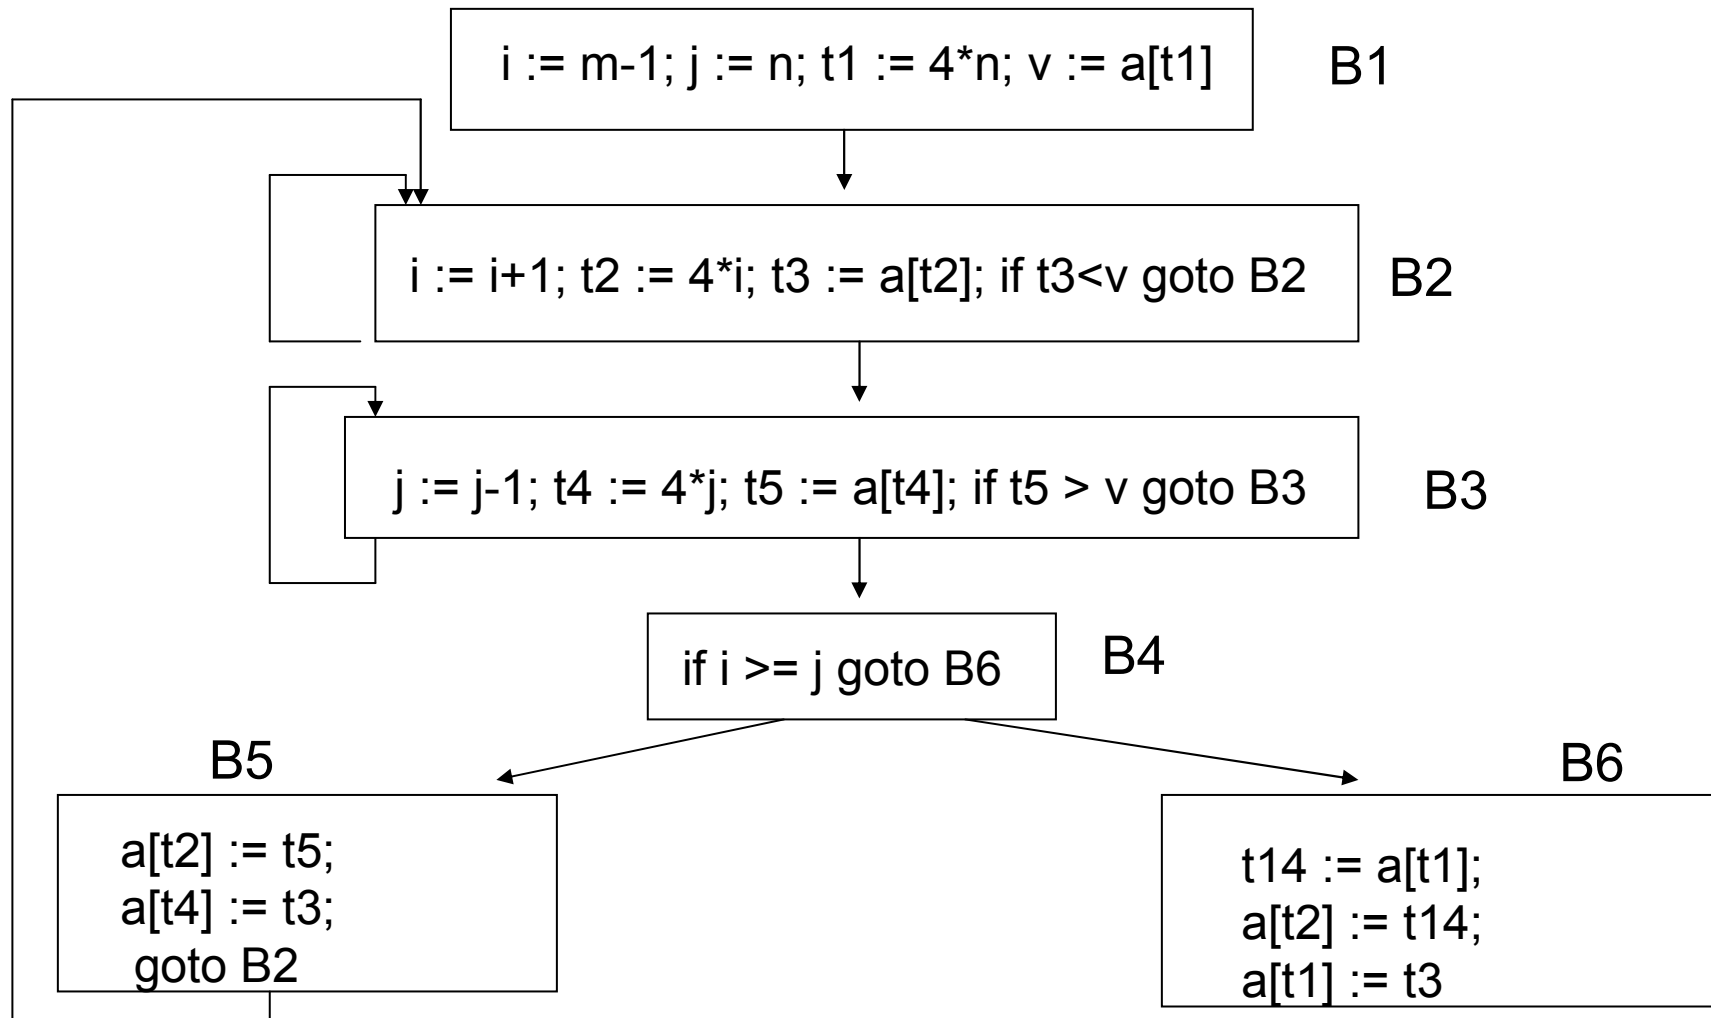 i := m-1; j := n; t1 := 4*n; v := a[t1]
B1
i := i+1; t2 := 4*i; t3 := a[t2]; if t3<v goto B2
B2
j := j-1; t4 := 4*j; t5 := a[t4]; if t5 > v goto B3
B3
if i >= j goto B6
B4
B5
a[t2] := t5;
a[t4] := t3;
goto B2
B6
t14 := a[t1];
a[t2] := t14;
a[t1] := t3